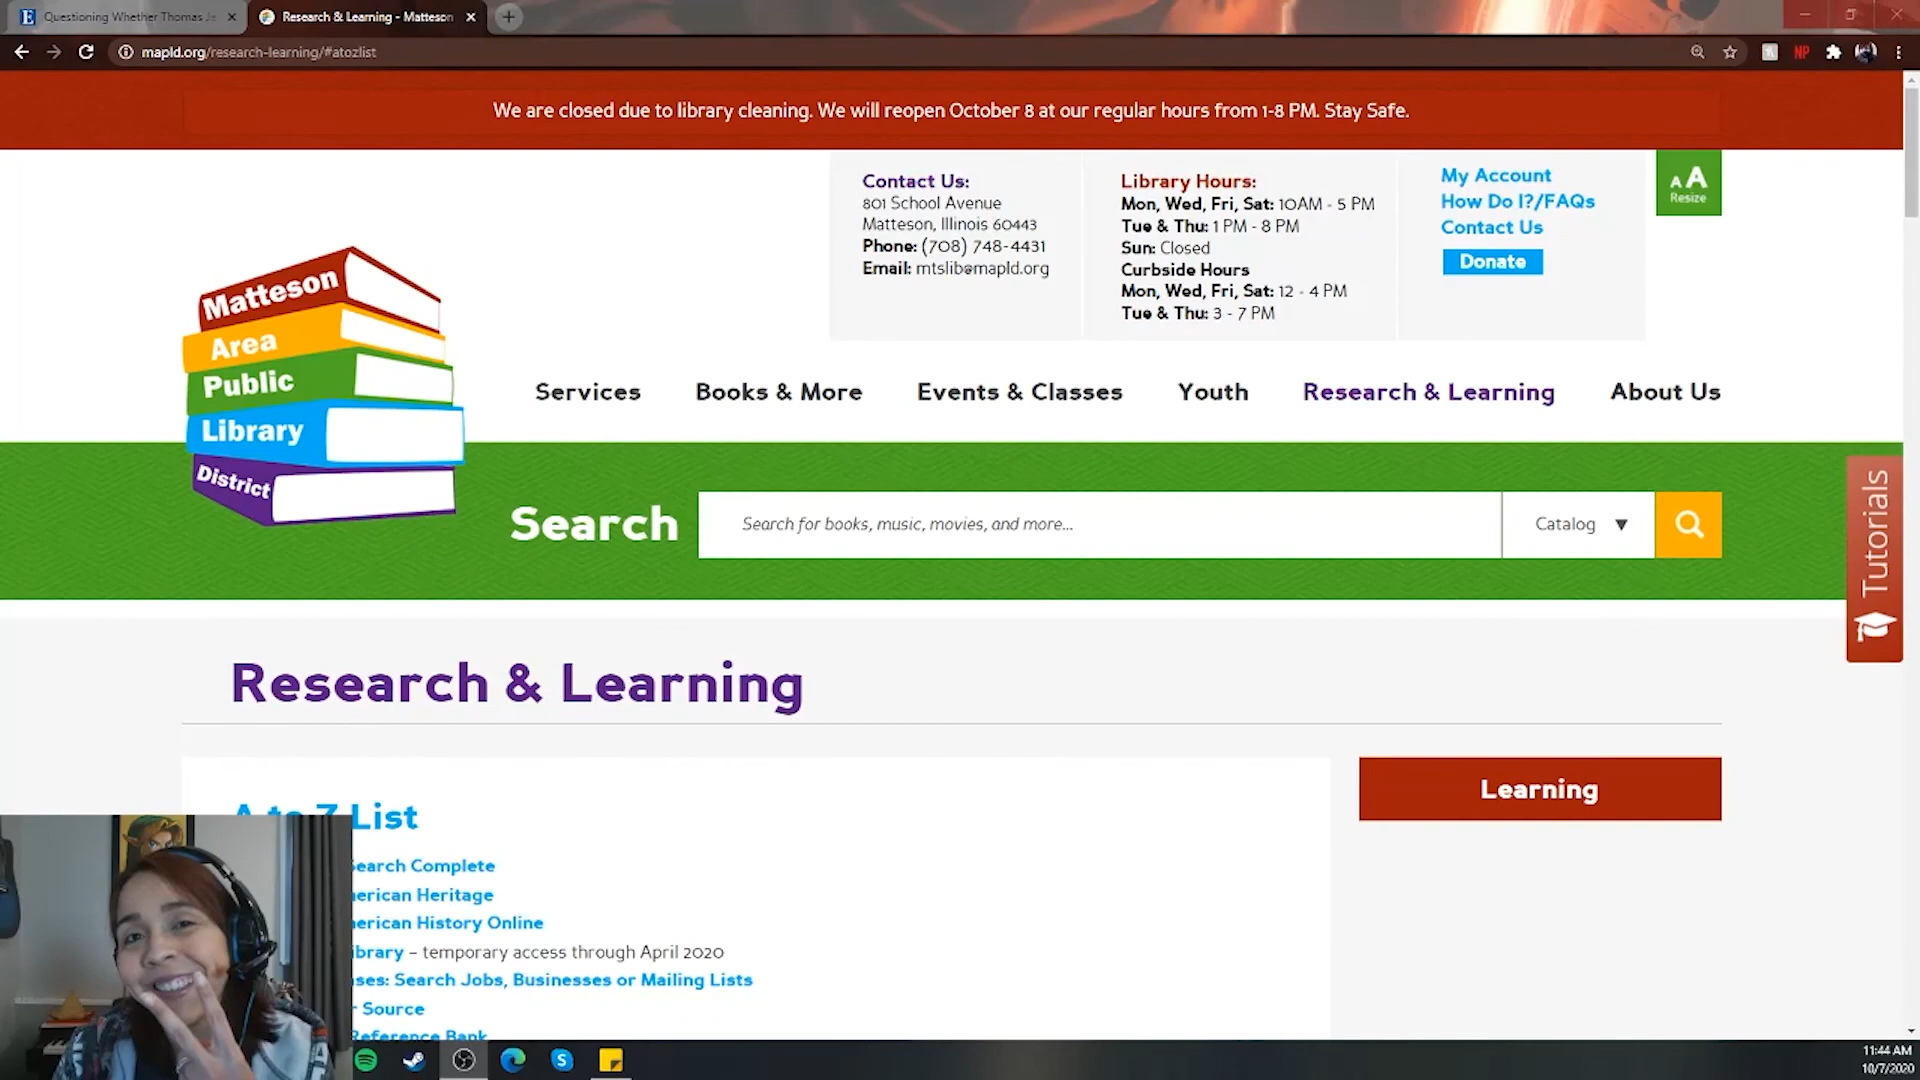 Questioning Whether Thomas Je
Research & Learning - Matteson
mapld.org/research-learning/#atozlist
NP
We are closed due to library cleaning. We will reopen October 8 at our regular hours from 1-8 PM. Stay Safe.
Contact Us:
801 School Avenue
Matteson, Illinois 60443
Phone: (708) 748-4431
Email: mtslib@mapld.org
Library Hours:
Mon, Wed, Fri, Sat: 10AM - 5 PM
Tue & Thu: 1 PM - 8 PM
Sun: Closed
Curbside Hours
Mon, Wed, Fri, Sat: 12 - 4 PM
Tue & Thu: 3 - 7 PM
My Account
How Do I?/FAQs
Contact Us
Donate
A A
Resize
Matteson
Area
Public
Library
District
Services
Books & More
Events & Classes
Youth
Research & Learning
About Us
Search
Search for books, music, movies, and more...
Catalog
Tutorials
Research & Learning
A to Z List
Search Complete
erican Heritage
erican History Online
ibrary – temporary access through April 2020
ses: Search Jobs, Businesses or Mailing Lists
r Source
Reference Bank
Learning
11:44 AM
10/7/2020